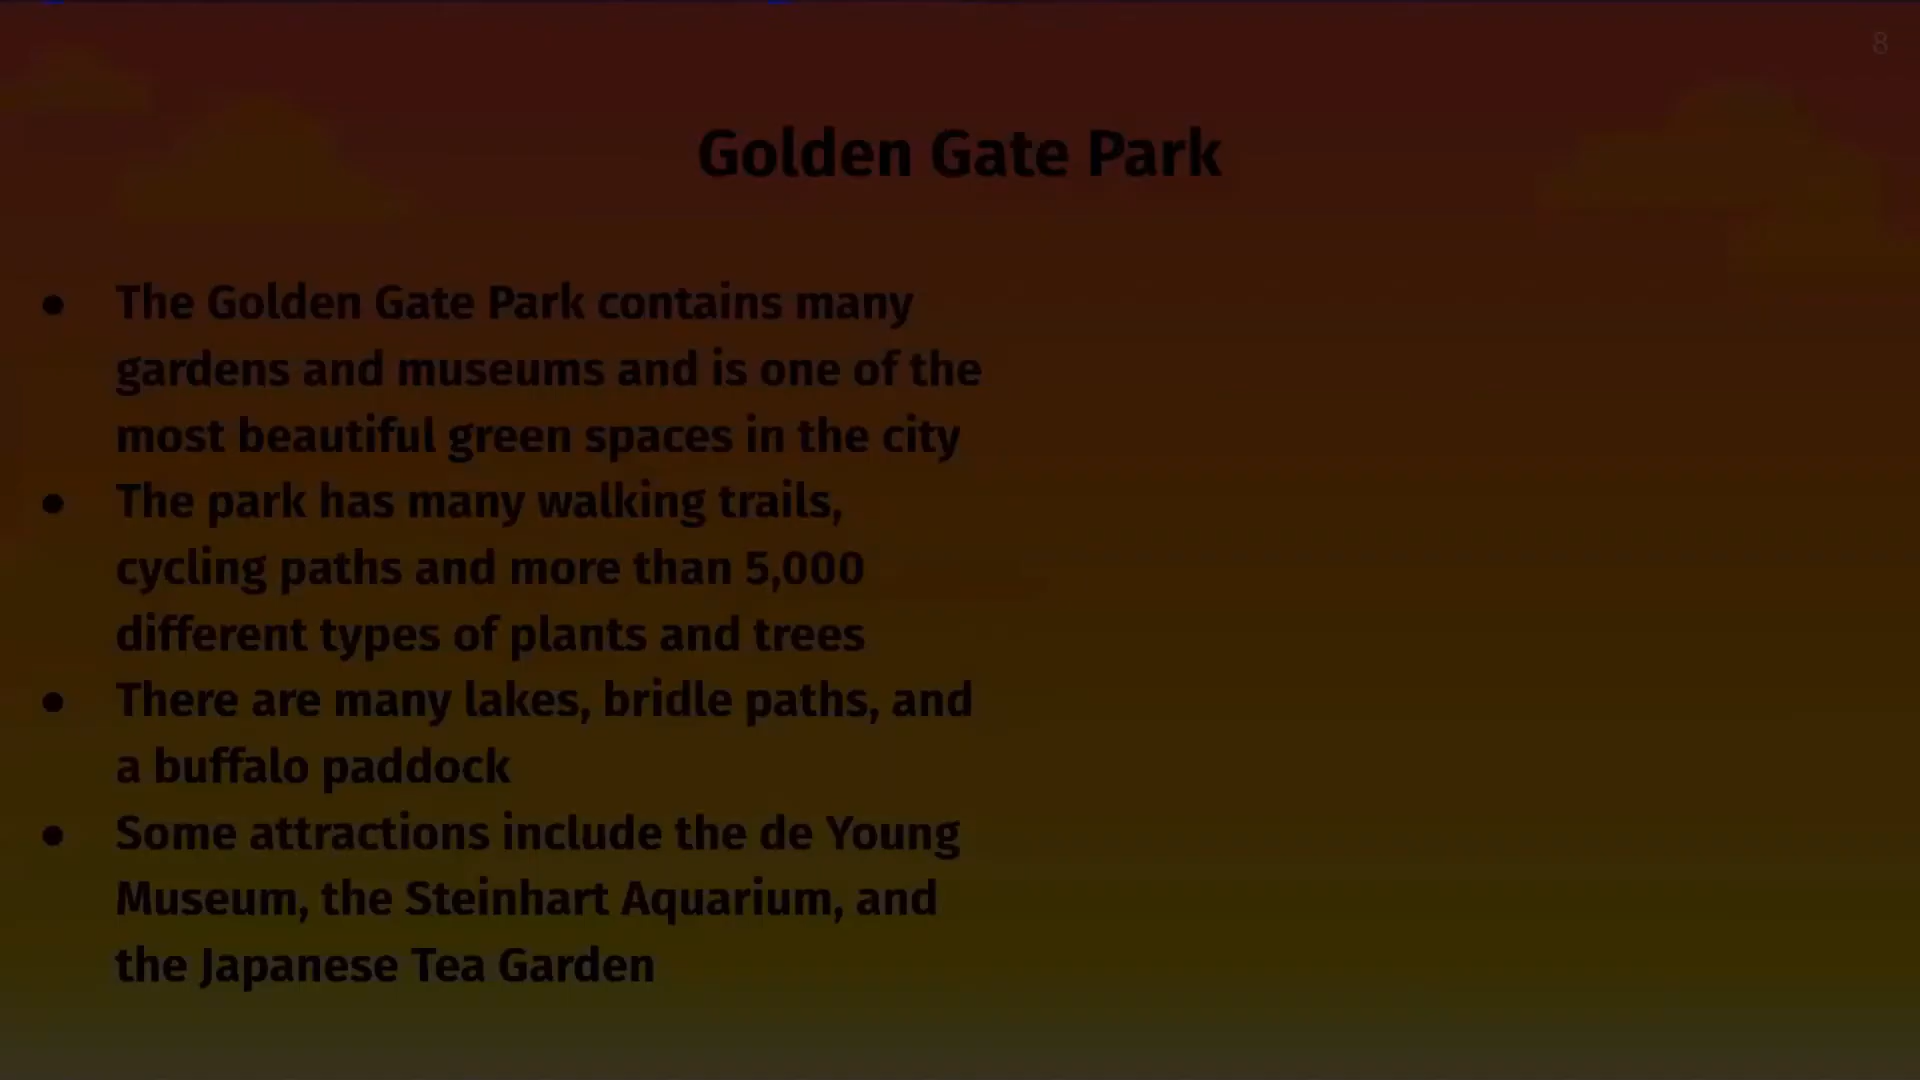 8
Golden Gate Park
● The Golden Gate Park contains many
gardens and museums and is one of the
most beautiful green spaces in the city
● The park has many walking trails,
cycling paths and more than 5,000
different types of plants and trees
● There are many lakes, bridle paths, and
a buffalo paddock
● Some attractions include the de Young
Museum, the Steinhart Aquarium, and
the Japanese Tea Garden